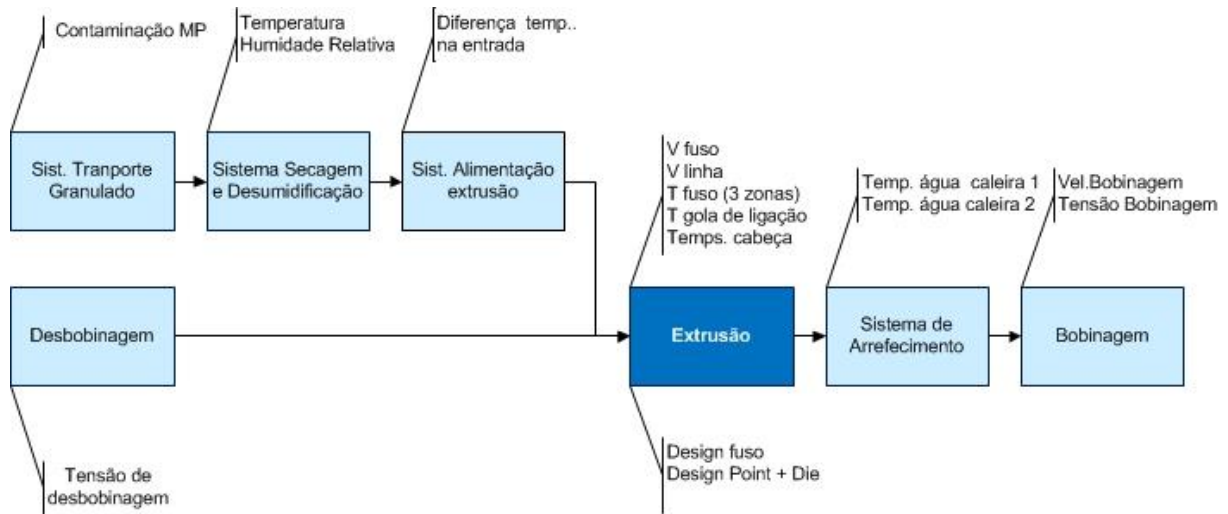 Contaminação MP
Temperatura
Humidade Relativa
Diferença temp..
na entrada
Sist. Tranporte
Granulado
Sistema Secagem
e Desumidificação
Sist. Alimentação
extrusão
V fuso
V linha
T fuso (3 zonas)
T gola de ligação
Temps. cabeça
Temp. água caleira 1
Temp. água caleira 2
Vel.Bobinagem
Tensão Bobinagem
Desbobinagem
Extrusão
Sistema de
Arrefecimento
Bobinagem
Tensão de
desbobinagem
Design fuso
Design Point + Die